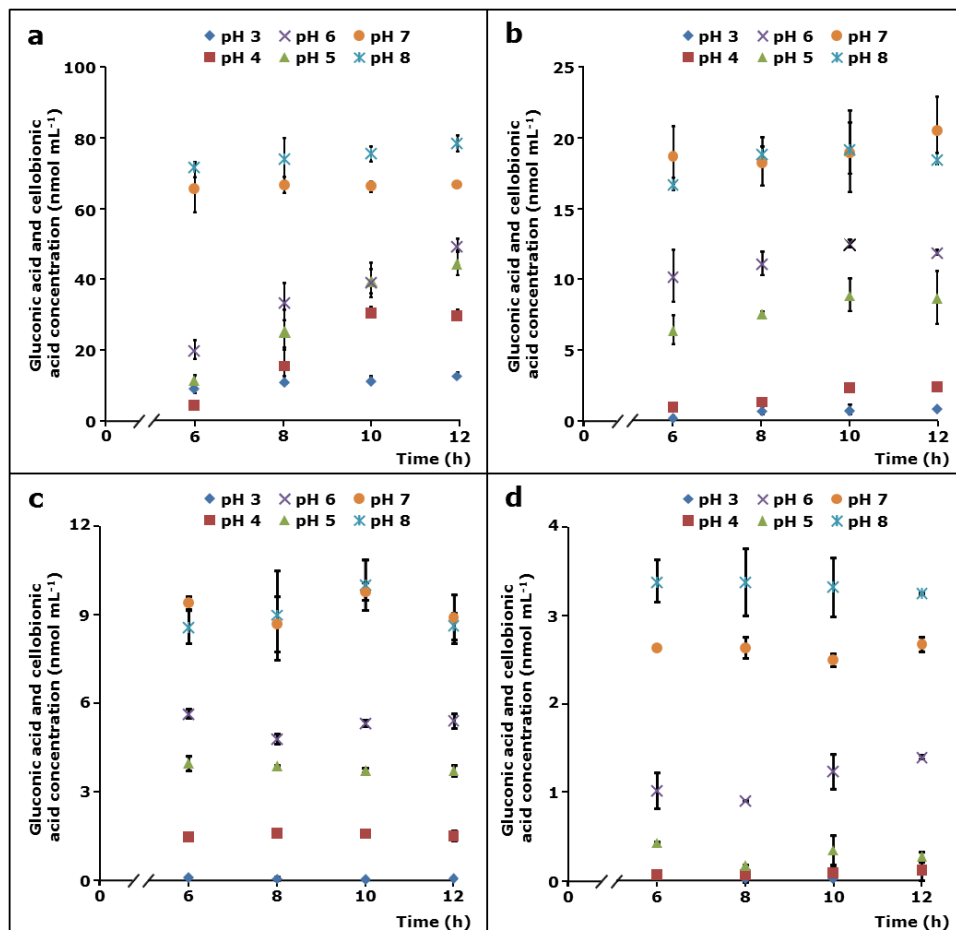 a
pH 3 pH 6 pH 7
pH 4 pH 5 pH 8
Gluconic acid and cellobionic
acid concentration (nmol mL⁻¹)
100
80
60
40
20
0
0 6 8 10 12
Time (h)
b
pH 3 pH 6 pH 7
pH 4 pH 5 pH 8
Gluconic acid and cellobionic
acid concentration (nmol mL⁻¹)
25
20
15
10
5
0
0 6 8 10 12
Time (h)
c
pH 3 pH 6 pH 7
pH 4 pH 5 pH 8
Gluconic acid and cellobionic
acid concentration (nmol mL⁻¹)
12
9
6
3
0
0 6 8 10 12
Time (h)
d
pH 3 pH 6 pH 7
pH 4 pH 5 pH 8
Gluconic acid and cellobionic
acid concentration (nmol mL⁻¹)
4
3
2
1
0
0 6 8 10 12
Time (h)